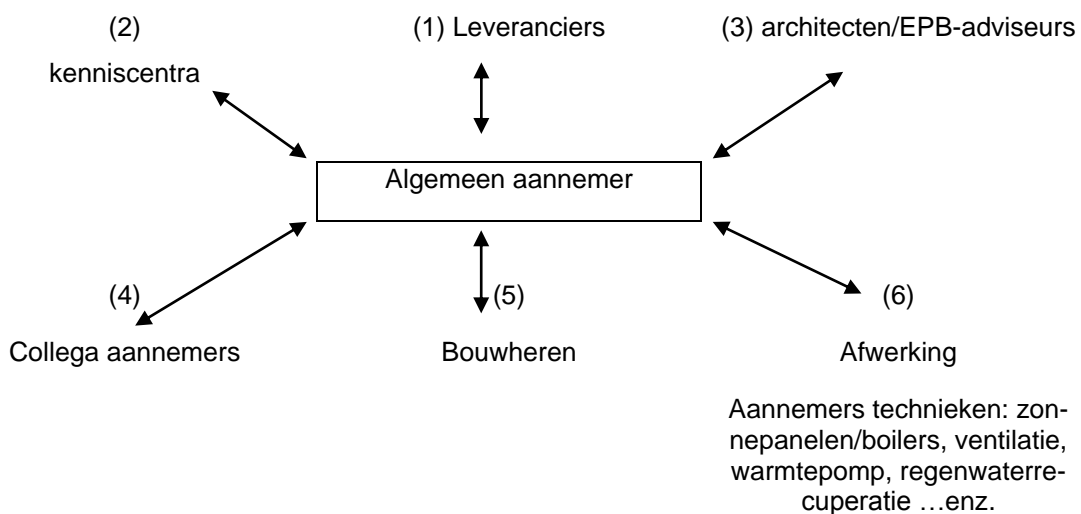 (2)
(1) Leveranciers
(3) architecten/EPB-adviseurs
kenniscentra
Algemeen aannemer
(4)
(5)
(6)
Collega aannemers
Bouwheren
Afwerking
Aannemers technieken: zon-
nepanelen/boilers, ventilatie,
warmtepomp, regenwaterre-
cuperatie …enz.